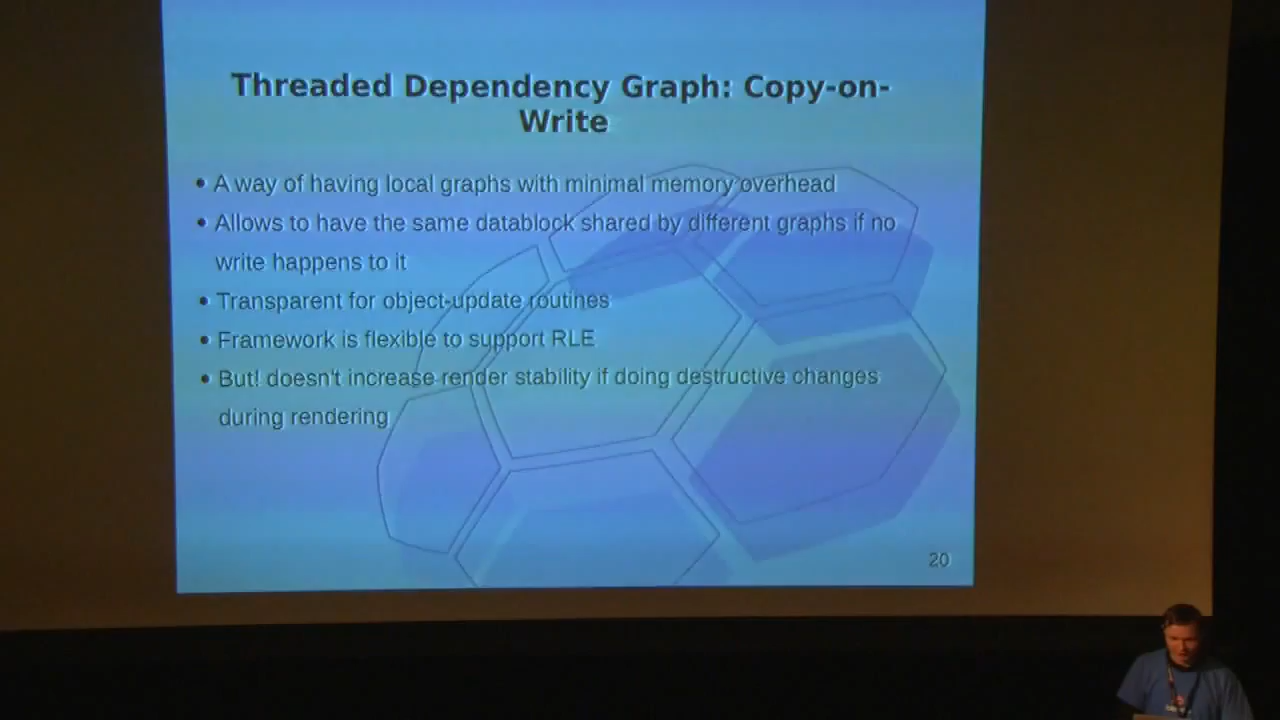 Threaded Dependency Graph: Copy-on-
Write
• A way of having local graphs with minimal memory overhead
• Allows to have the same datablock shared by different graphs if no
write happens to it
• Transparent for object-update routines
• Framework is flexible to support RLE
• But! doesn't increase render stability if doing destructive changes
during rendering
20